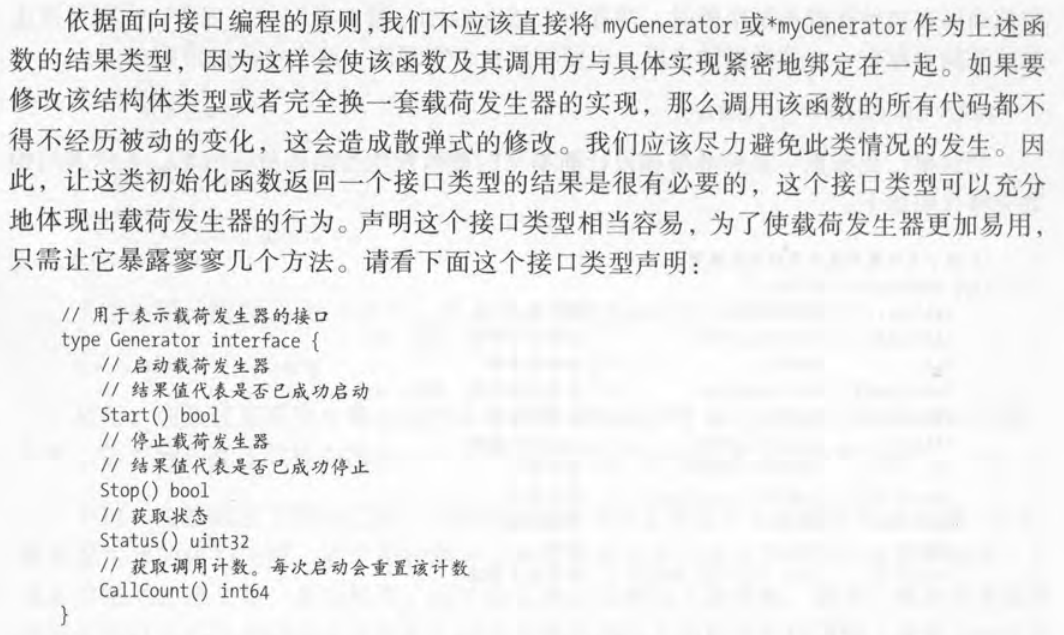 依据面向接口编程的原则,我们不应该直接将 myGenerator 或*myGenerator 作为上述函
数的结果类型，因为这样会使该函数及其调用方与具体实现紧密地绑定在一起。如果要
修改该结构体类型或者完全换一套载荷发生器的实现，那么调用该函数的所有代码都不
得不经历被动的变化，这会造成散弹式的修改。我们应该尽力避免此类情况的发生。因
此，让这类初始化函数返回一个接口类型的结果是很有必要的，这个接口类型可以充分
地体现出载荷发生器的行为。声明这个接口类型相当容易，为了使载荷发生器更加易用，
只需让它暴露寥寥几个方法。请看下面这个接口类型声明：
// 用于表示载荷发生器的接口
type Generator interface {
// 启动载荷发生器
// 结果值代表是否已成功启动
Start() bool
// 停止载荷发生器
// 结果值代表是否已成功停止
Stop() bool
// 获取状态
Status() uint32
// 获取调用计数。每次启动会重置该计数
CallCount() int64
}